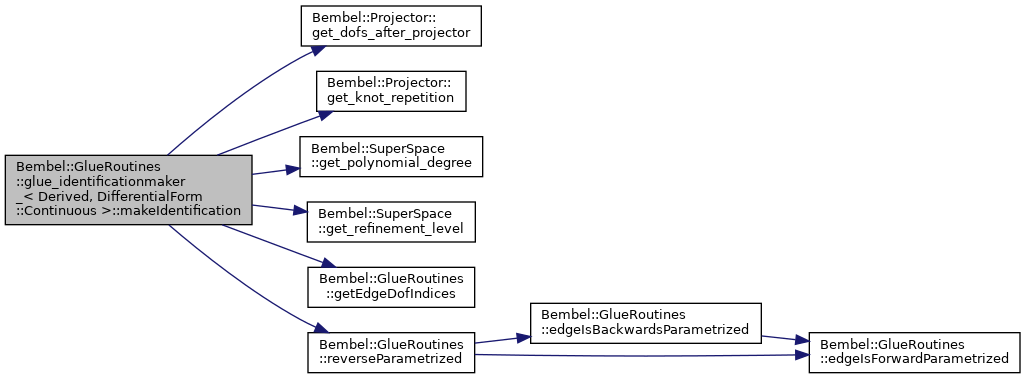 Bembel::Projector::
get_dofs_after_projector
Bembel::Projector::
get_knot_repetition
Bembel::SuperSpace
::get_polynomial_degree
Bembel::GlueRoutines
::glue_identificationmaker
_< Derived, DifferentialForm
::Continuous >::makeIdentification
Bembel::SuperSpace
::get_refinement_level
Bembel::GlueRoutines
::getEdgeDofIndices
Bembel::GlueRoutines
::reverseParametrized
Bembel::GlueRoutines
::edgeIsBackwardsParametrized
Bembel::GlueRoutines
::edgeIsForwardParametrized